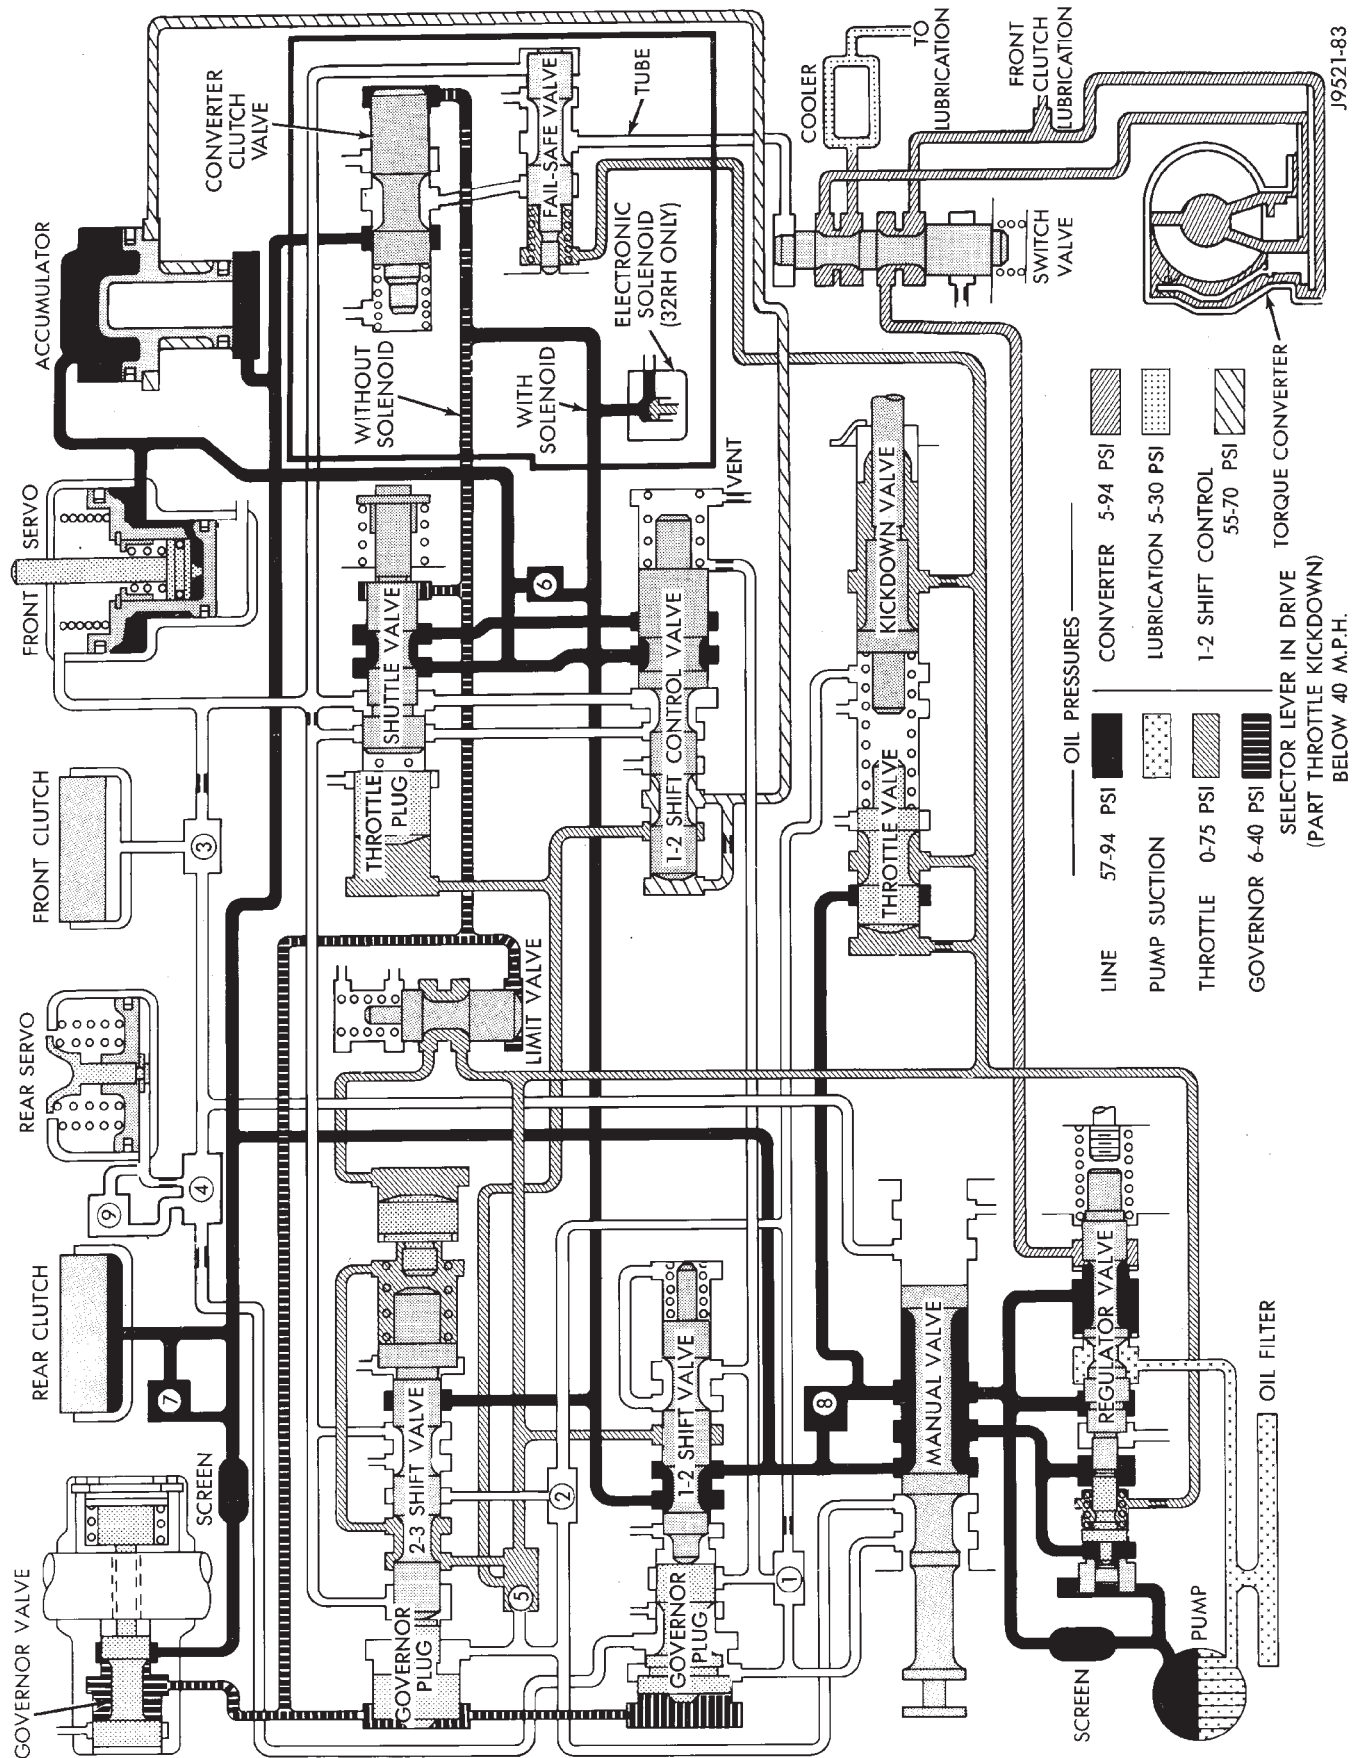 GOVERNOR VALVE
REAR CLUTCH
REAR SERVO
FRONT CLUTCH
FRONT SERVO
ACCUMULATOR
CONVERTER
CLUTCH
VALVE
SCREEN
7
9
4
3
GOVERNOR
PLUG
2-3 SHIFT VALVE
LIMIT VALVE
THROTTLE
PLUG
SHUTTLE VALVE
WITHOUT
SOLENOID
WITH
SOLENOID
FAIL-SAFE VALVE
TUBE
ELECTRONIC
SOLENOID
(32RH ONLY)
5
2
6
GOVERNOR
PLUG
1-2 SHIFT VALVE
1-2 SHIFT CONTROL VALVE
VENT
1
8
MANUAL VALVE
THROTTLE VALVE
KICKDOWN VALVE
COOLER
TO
LUBRICATION
FRONT
CLUTCH
LUBRICATION
SWITCH
VALVE
REGULATOR VALVE
SCREEN
PUMP
OIL FILTER
OIL PRESSURES
LINE 57-94 PSI
PUMP SUCTION
THROTTLE 0-75 PSI
GOVERNOR 6-40 PSI
CONVERTER 5-94 PSI
LUBRICATION 5-30 PSI
1-2 SHIFT CONTROL
55-70 PSI
SELECTOR LEVER IN DRIVE
(PART THROTTLE KICKDOWN)
BELOW 40 M.P.H.
TORQUE CONVERTER
J9521-83